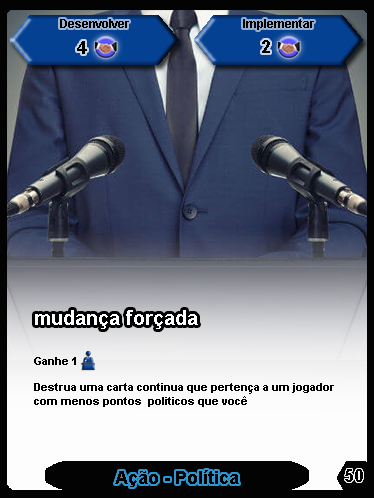 Desenvolver
4
Implementar
2
mudança forçada
Ganhe 1
Destrua uma carta continua que pertença a um jogador
com menos pontos politicos que você
Ação - Política
50